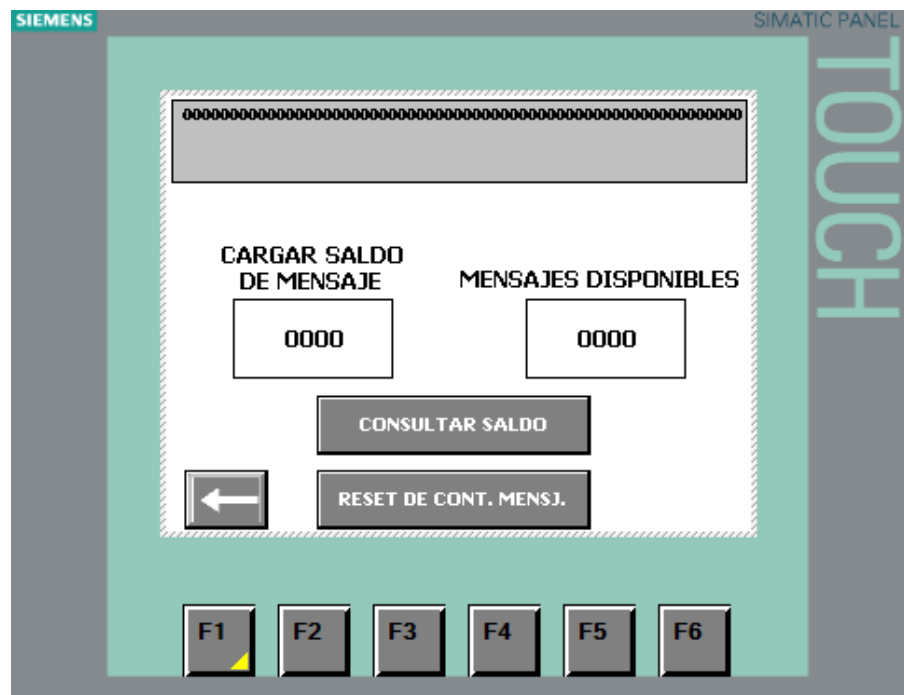 SIEMENS
SIMATIC PANEL
TOUCH
00000000000000000000000000000000000000000000000000000000000000000000000000000000
CARGAR SALDO
DE MENSAJE
MENSAJES DISPONIBLES
0000
0000
CONSULTAR SALDO
RESET DE CONT. MENSJ.
F1 F2 F3 F4 F5 F6